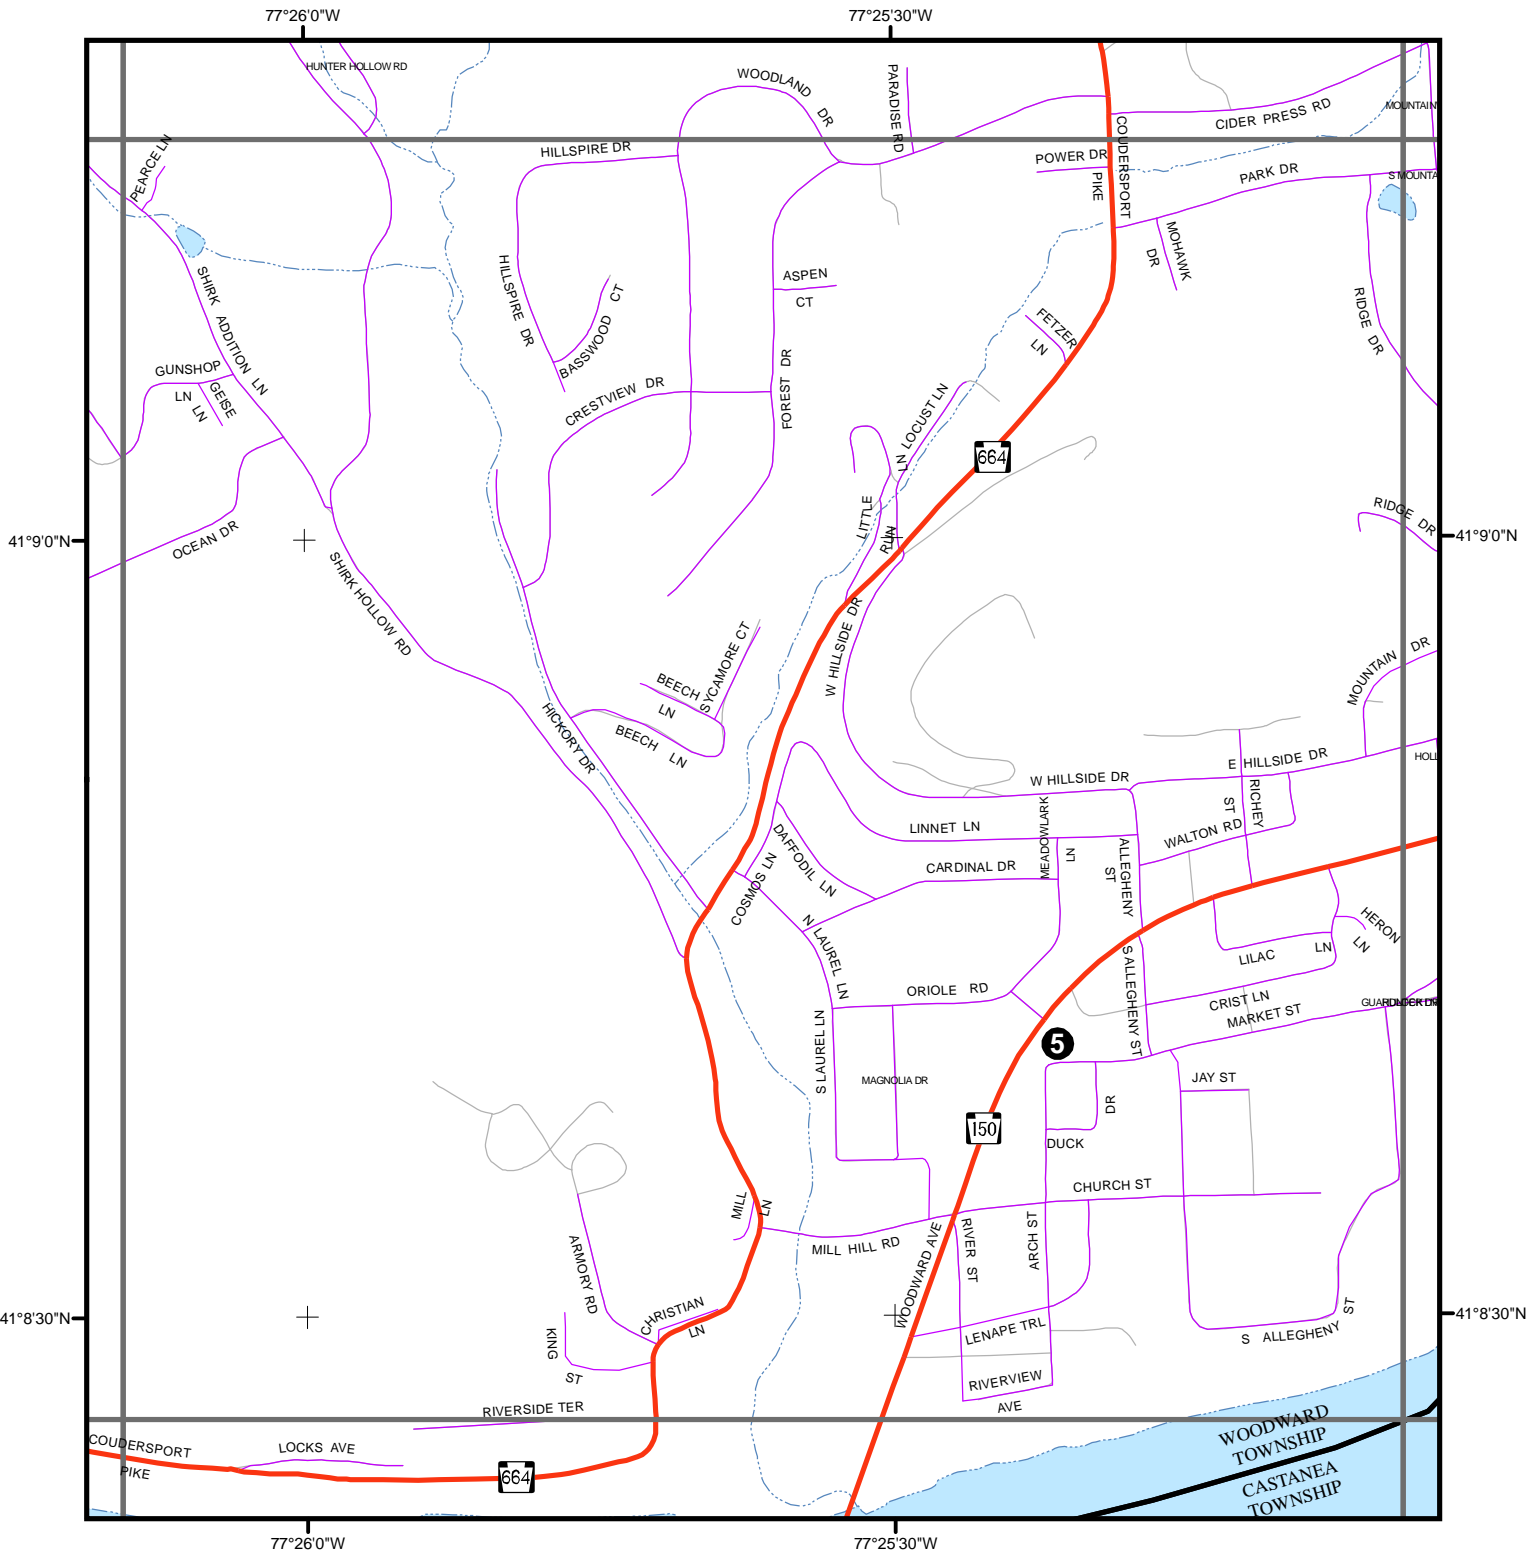 77°26'0"W
77°25'30"W
HUNTER HOLLOW RD
WOODLAND DR
PARADISE RD
COUDERSPORT
PIKE
CIDER PRESS RD
MOUNTAIN
PEARCE LN
HILLSPIRE DR
POWER DR
PARK DR
S MOUNTA
MOHAWK
DR
HILLSPIRE DR
BASSWOOD CT
ASPEN
CT
SHIRK ADDITION LN
FETZER
LN
RIDGE DR
GUNSHOP
LN
GEISE
LN
CRESTVIEW DR
FOREST DR
LOCUST LN
LITTLE
RUN
LN
664
RIDGE DR
OCEAN DR
41°9'0"N
41°9'0"N
SHIRK HOLLOW RD
W HILLSIDE DR
SYCAMORE CT
BEECH
LN
BEECH LN
HICKORY DR
MOUNTAIN DR
E HILLSIDE DR
HOLL
W HILLSIDE DR
RICHEY
ST
LINNET LN
MEADOWLARK
LN
WALTON RD
ALLEGHENY
ST
DAFFODIL LN
COSMOS LN
CARDINAL DR
N LAUREL LN
HERON
LN
LILAC LN
S ALLEGHENY ST
ORIOLE RD
CRIST LN
MARKET ST
S LAUREL LN
5
MAGNOLIA DR
JAY ST
DR
DUCK
150
CHURCH ST
MILL
LN
MILL HILL RD
WOODWARD AVE
RIVER ST
ARCH ST
ARMORY RD
CHRISTIAN
LN
KING
ST
LENAPE TRL
S ALLEGHENY ST
41°8'30"N
41°8'30"N
RIVERVIEW
AVE
RIVERSIDE TER
COUDERSPORT
PIKE
LOCKS AVE
664
WOODWARD
TOWNSHIP
CASTANEA
TOWNSHIP
77°26'0"W
77°25'30"W